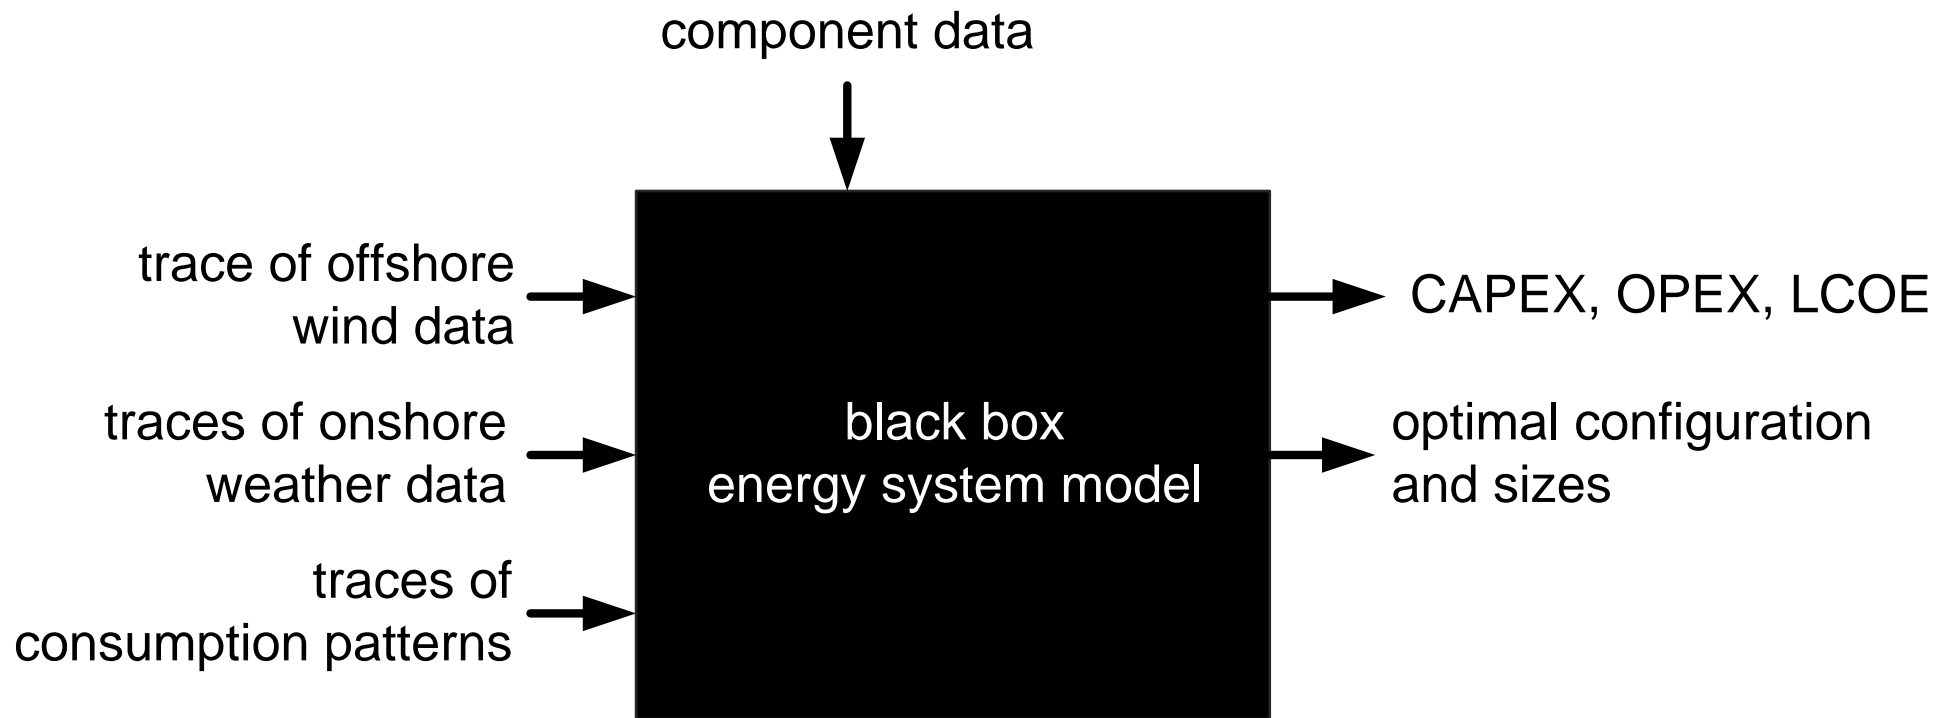 component data
trace of offshore
wind data
traces of onshore
weather data
traces of
consumption patterns
black box
energy system model
CAPEX, OPEX, LCOE
optimal configuration
and sizes